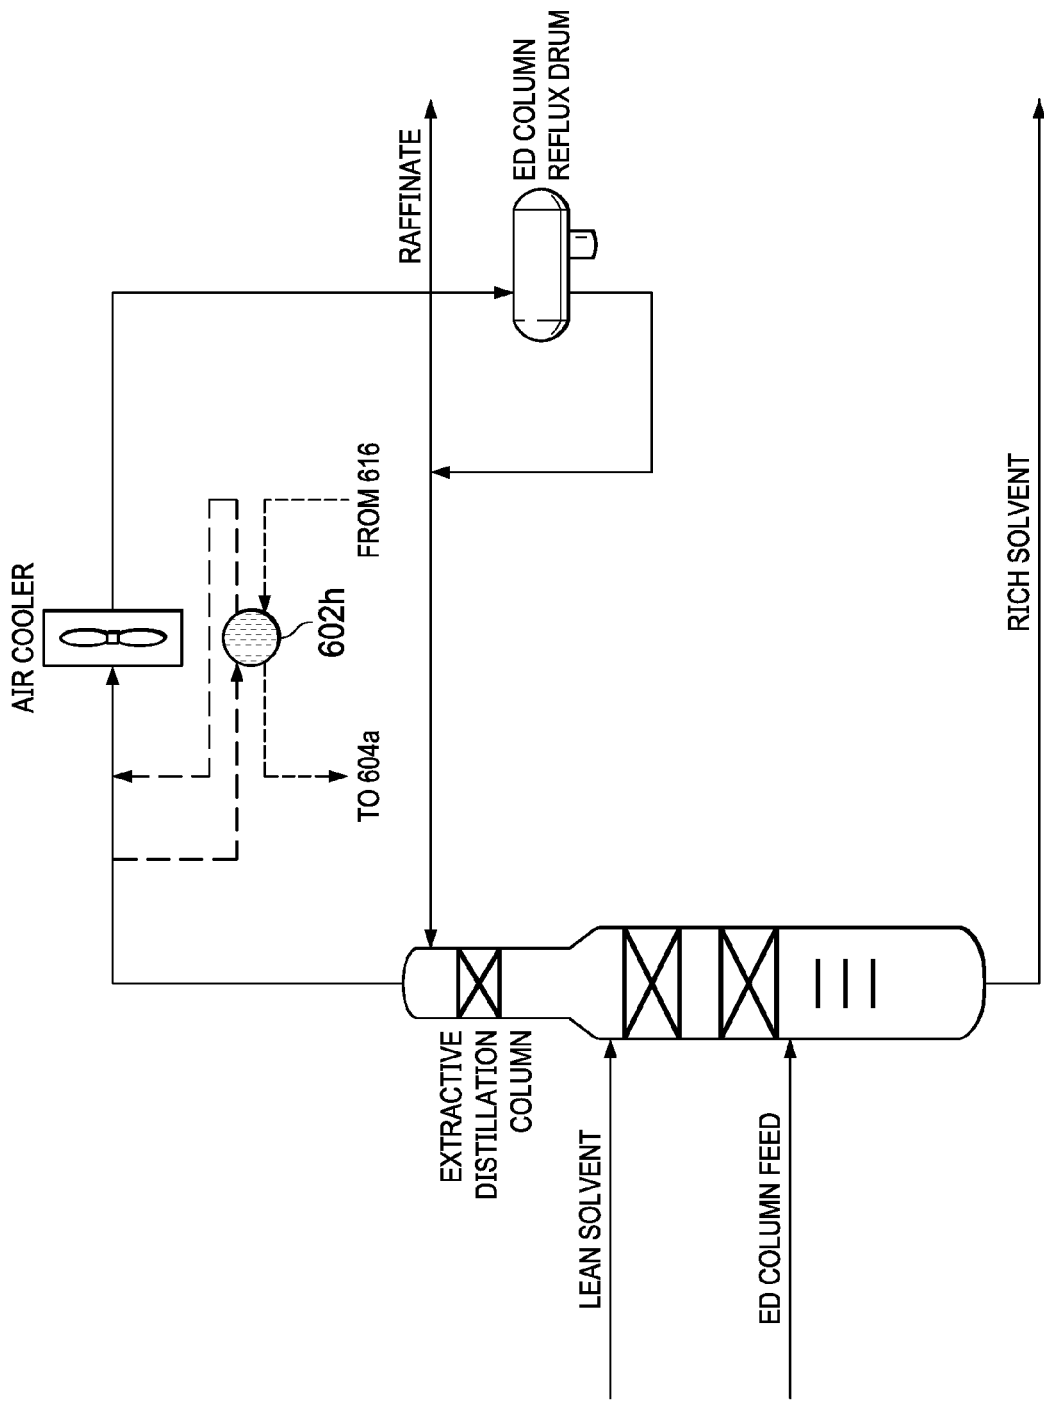 AIR COOLER
602h
TO 604a
FROM 616
RAFFINATE
ED COLUMN
REFLUX DRUM
EXTRACTIVE
DISTILLATION
COLUMN
LEAN SOLVENT
ED COLUMN FEED
RICH SOLVENT